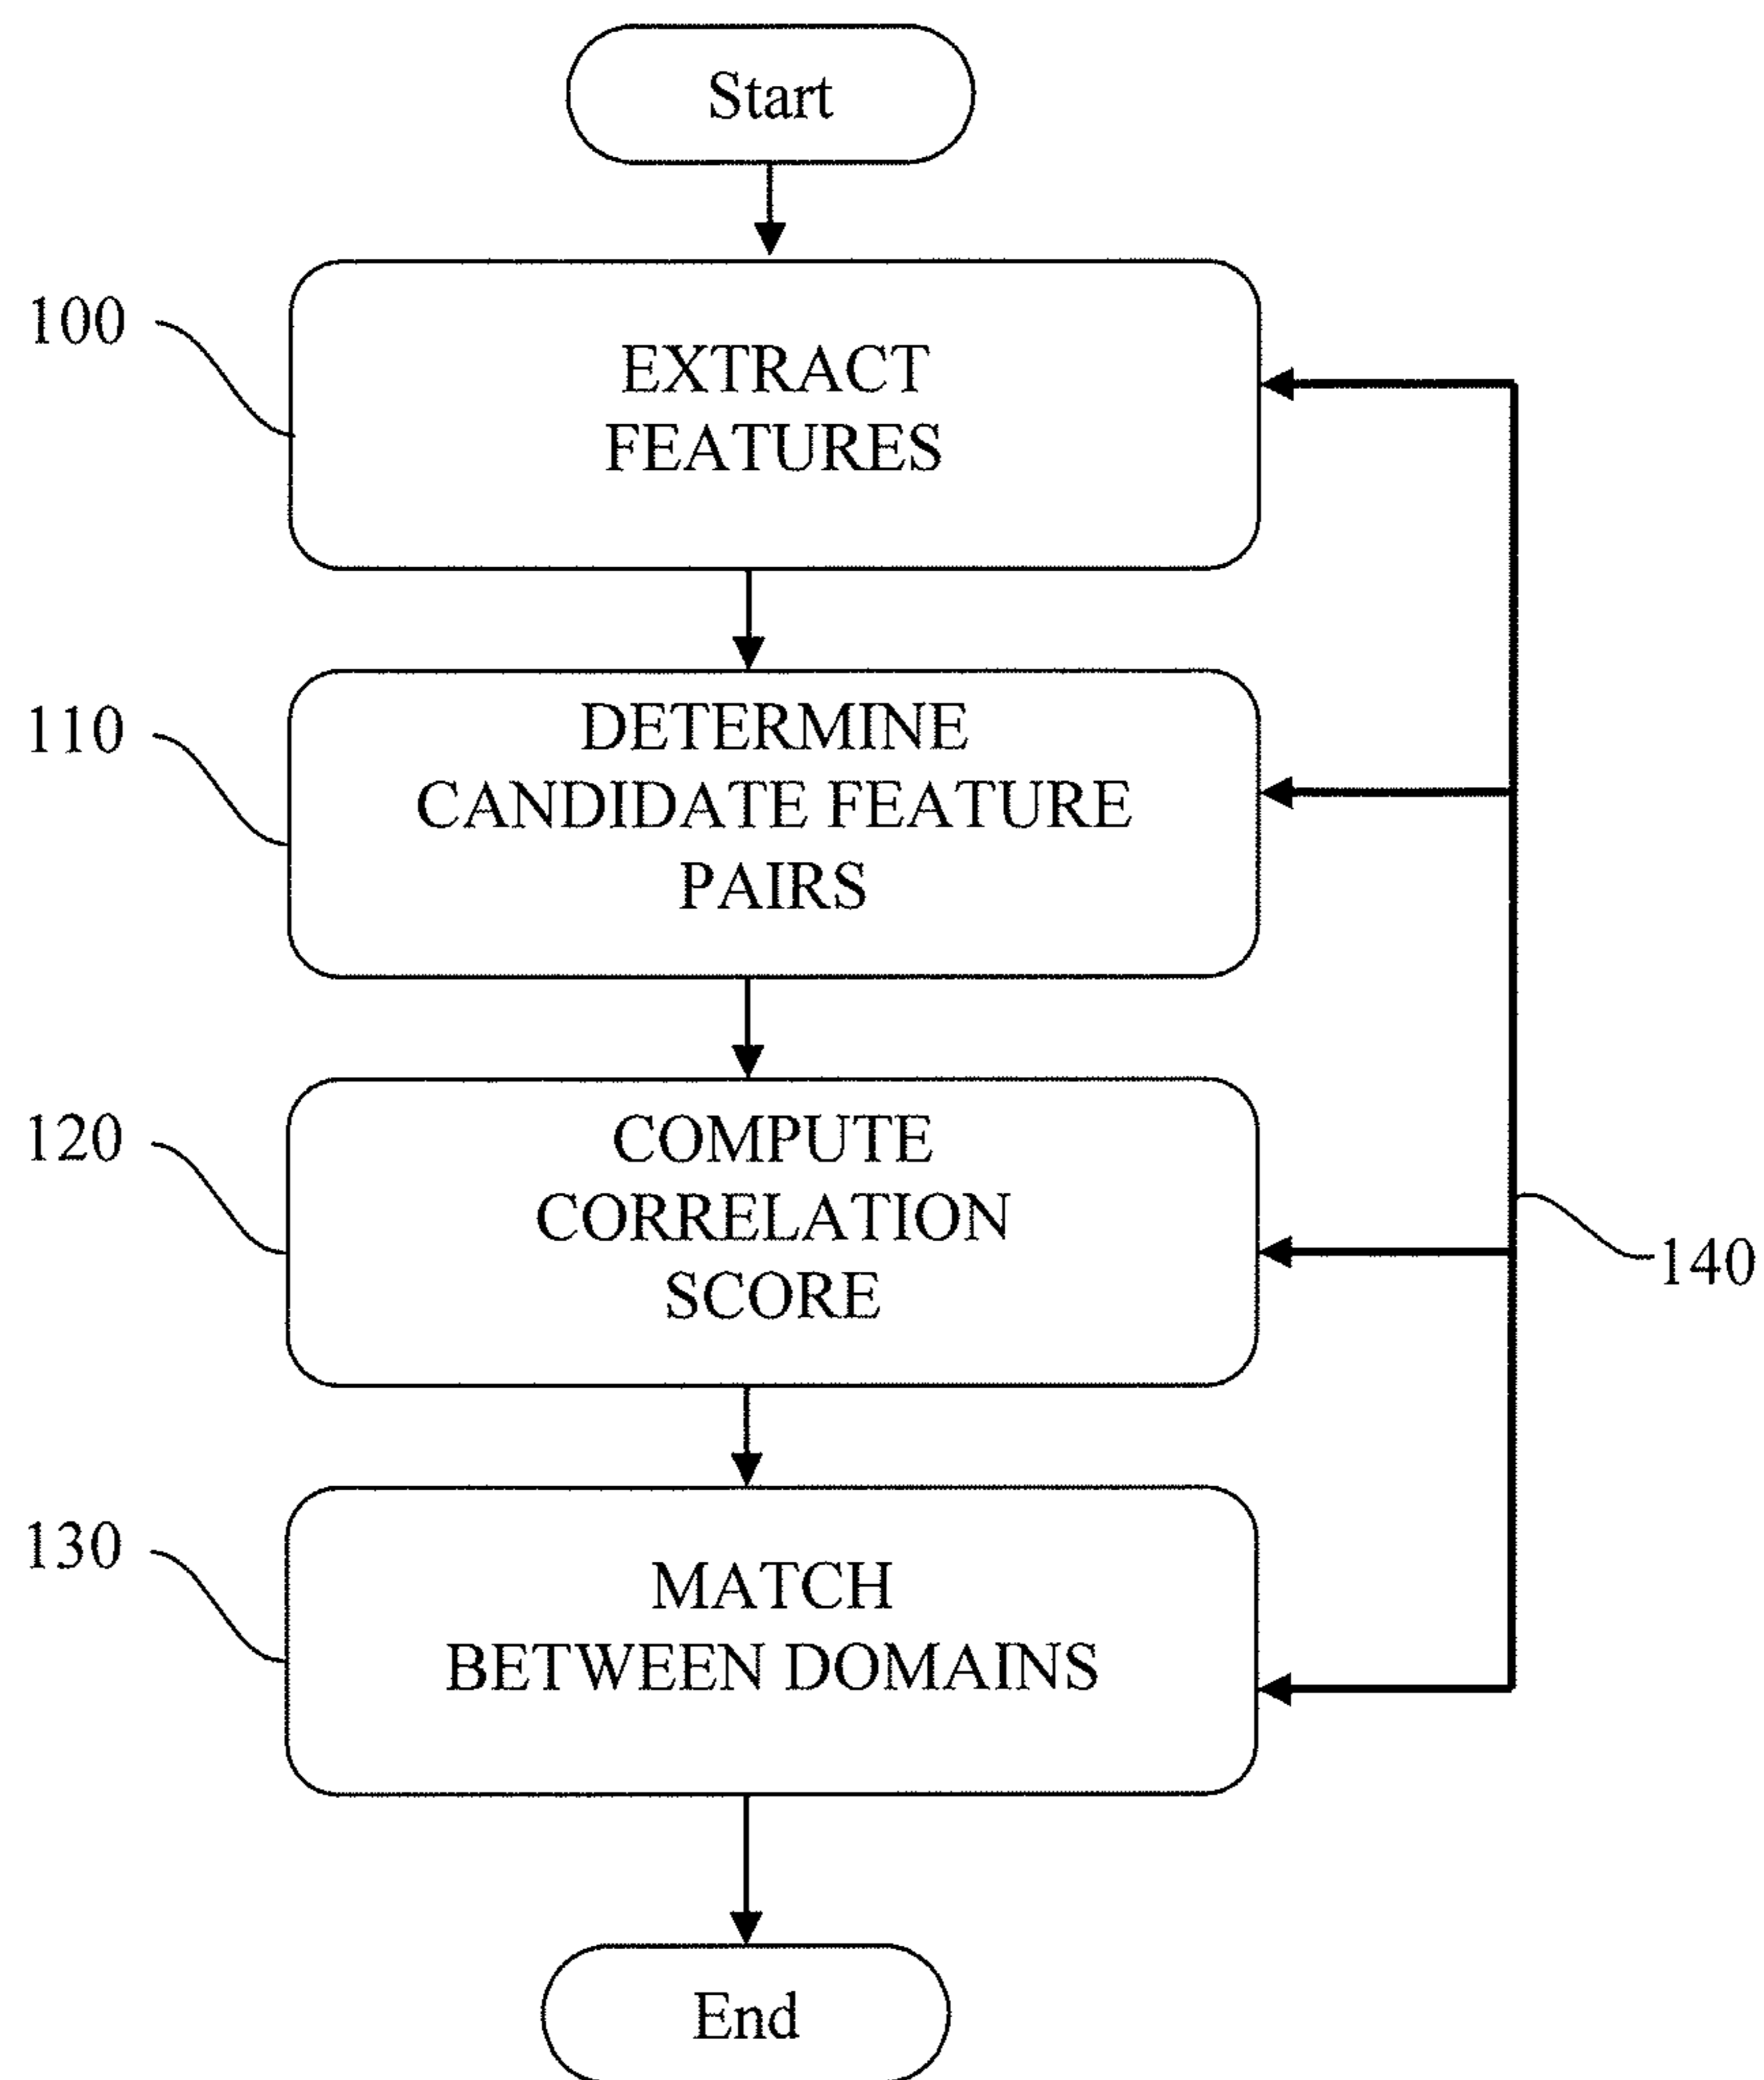 Start
100
EXTRACT
FEATURES
110
DETERMINE
CANDIDATE FEATURE
PAIRS
120
COMPUTE
CORRELATION
SCORE
140
130
MATCH
BETWEEN DOMAINS
End